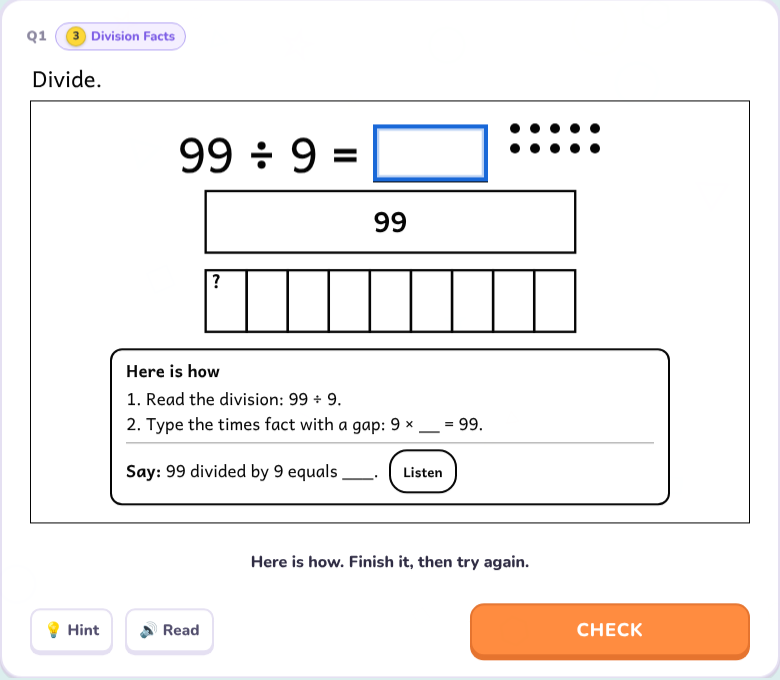 Q1 3 Division Facts
Divide.
99 ÷ 9 =
99
?
Here is how
1. Read the division: 99 ÷ 9.
2. Type the times fact with a gap: 9 × __ = 99.
Say: 99 divided by 9 equals ____. Listen
Here is how. Finish it, then try again.
Hint Read CHECK